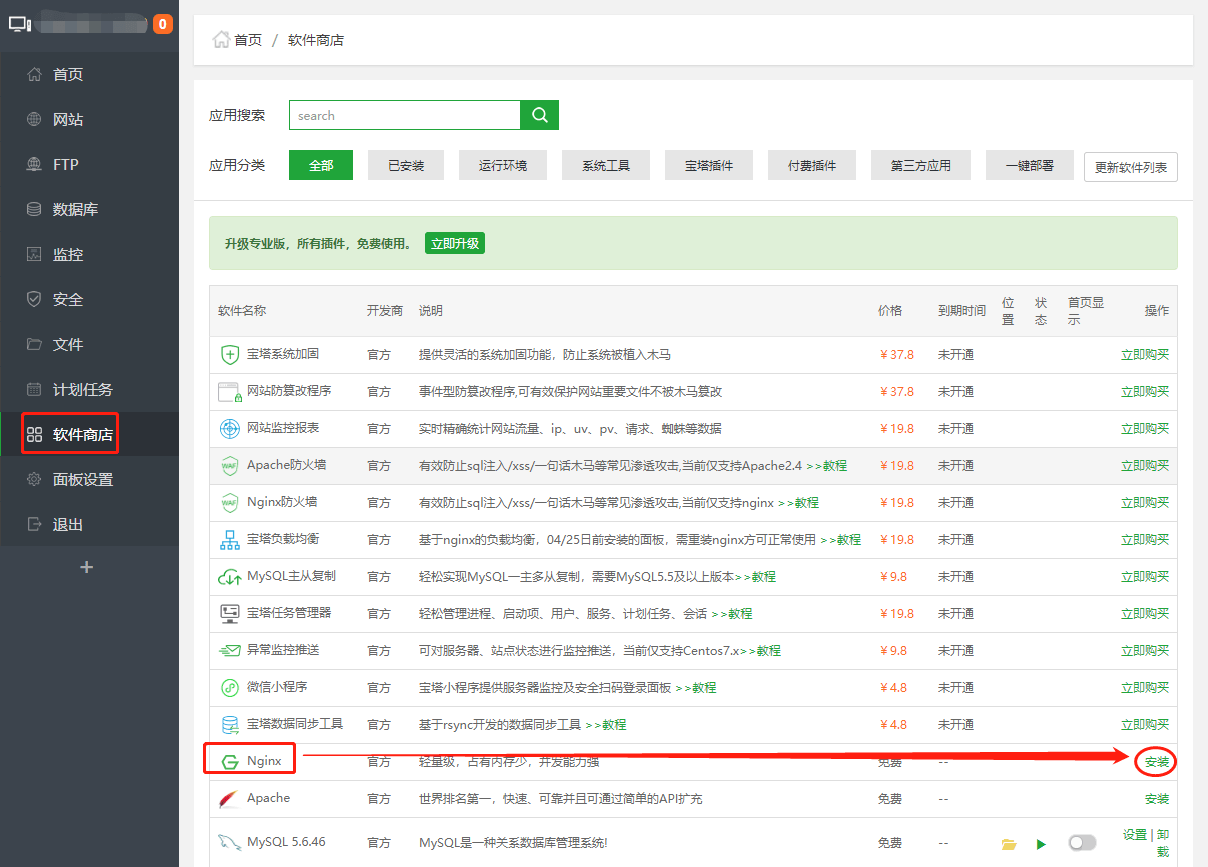 0
首页
网站
FTP
数据库
监控
安全
文件
计划任务
软件商店
面板设置
退出
+
首页 / 软件商店
应用搜索 search
应用分类 全部 已安装 运行环境 系统工具 宝塔插件 付费插件 第三方应用 一键部署 更新软件列表
升级专业版，所有插件，免费使用。 立即升级
软件名称 开发商 说明 价格 到期时间 位置 状态 首页显示 操作
宝塔系统加固 官方 提供灵活的系统加固功能，防止系统被植入木马 ￥37.8 未开通 立即购买
网站防篡改程序 官方 事件型防篡改程序,可有效保护网站重要文件不被木马篡改 ￥37.8 未开通 立即购买
网站监控报表 官方 实时精确统计网站流量、ip、uv、pv、请求、蜘蛛等数据 ￥19.8 未开通 立即购买
WAF Apache防火墙 官方 有效防止sql注入/xss/一句话木马等常见渗透攻击,当前仅支持Apache2.4 >>教程 ￥19.8 未开通 立即购买
WAF Nginx防火墙 官方 有效防止sql注入/xss/一句话木马等常见渗透攻击,当前仅支持nginx >>教程 ￥19.8 未开通 立即购买
宝塔负载均衡 官方 基于nginx的负载均衡，04/25日前安装的面板，需重装nginx方可正常使用 >>教程 ￥19.8 未开通 立即购买
MySQL主从复制 官方 轻松实现MySQL一主多从复制，需要MySQL5.5及以上版本>>教程 ￥9.8 未开通 立即购买
宝塔任务管理器 官方 轻松管理进程、启动项、用户、服务、计划任务、会话 >>教程 ￥19.8 未开通 立即购买
异常监控推送 官方 可对服务器、站点状态进行监控推送，当前仅支持Centos7.x>>教程 ￥9.8 未开通 立即购买
微信小程序 官方 宝塔小程序提供服务器监控及安全扫码登录面板 >>教程 ￥4.8 未开通 立即购买
宝塔数据同步工具 官方 基于rsync开发的数据同步工具 >>教程 ￥4.8 未开通 立即购买
Nginx 官方 轻量级，占有内存少，并发能力强 免费 -- 安装
Apache 官方 世界排名第一，快速、可靠并且可通过简单的API扩充 免费 -- 安装
MySQL 5.6.46 官方 MySQL是一种关系数据库管理系统! 免费 -- 设置 | 卸载